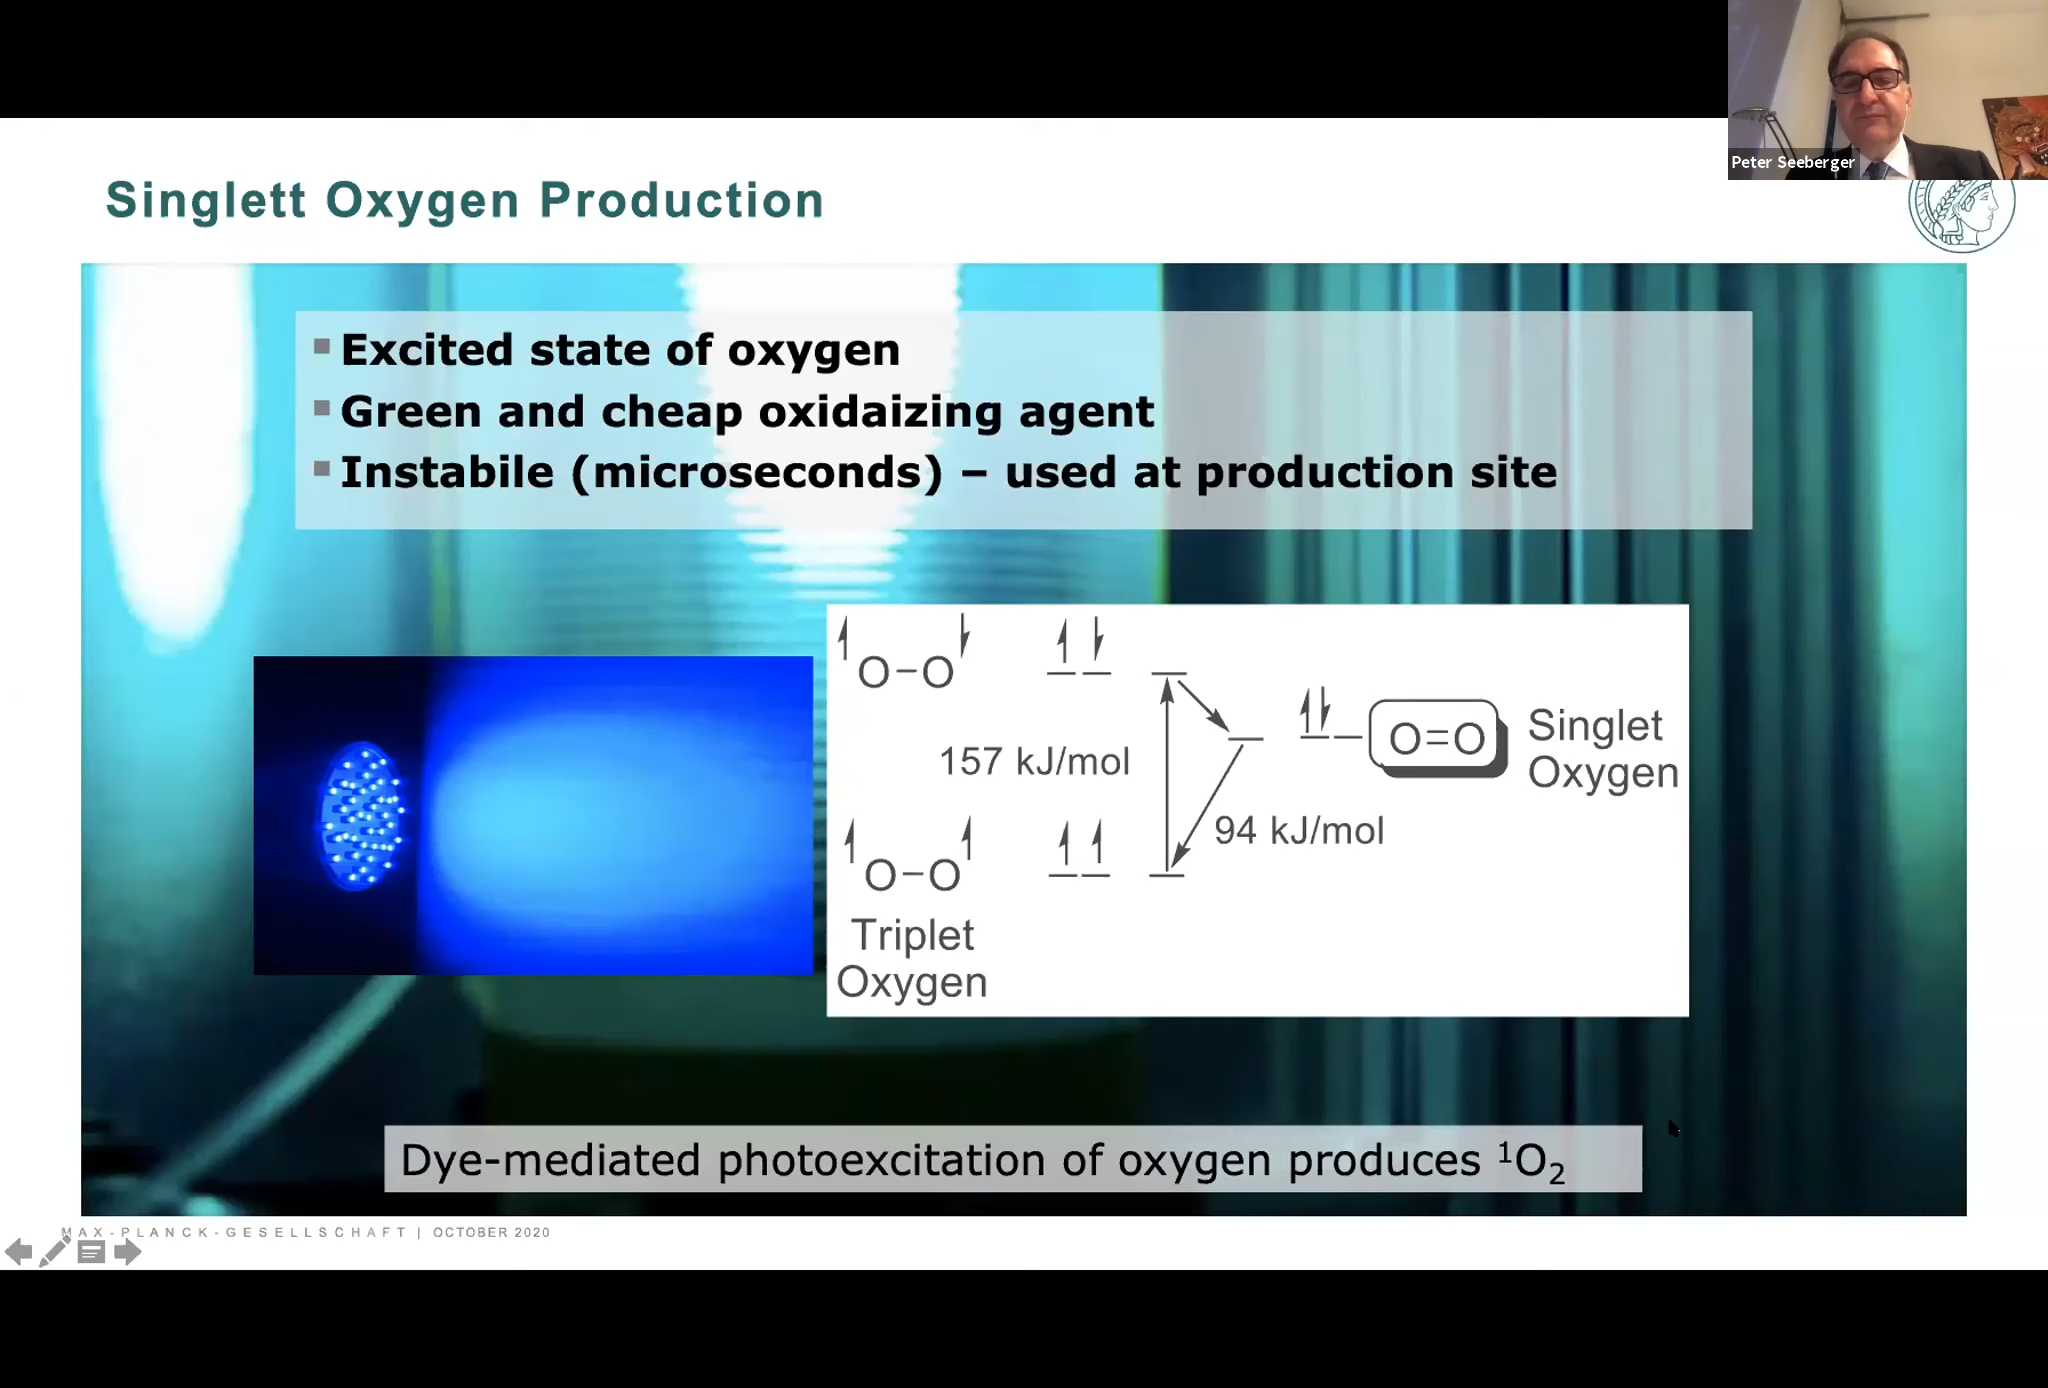 Peter Seeberger
Singlett Oxygen Production
Excited state of oxygen
Green and cheap oxidaizing agent
Instabile (microseconds) – used at production site
O–O
157 kJ/mol
O=O
Singlet
Oxygen
94 kJ/mol
O–O
Triplet
Oxygen
Dye-mediated photoexcitation of oxygen produces ¹O₂
MAX-PLANCK-GESELLSCHAFT | OCTOBER 2020